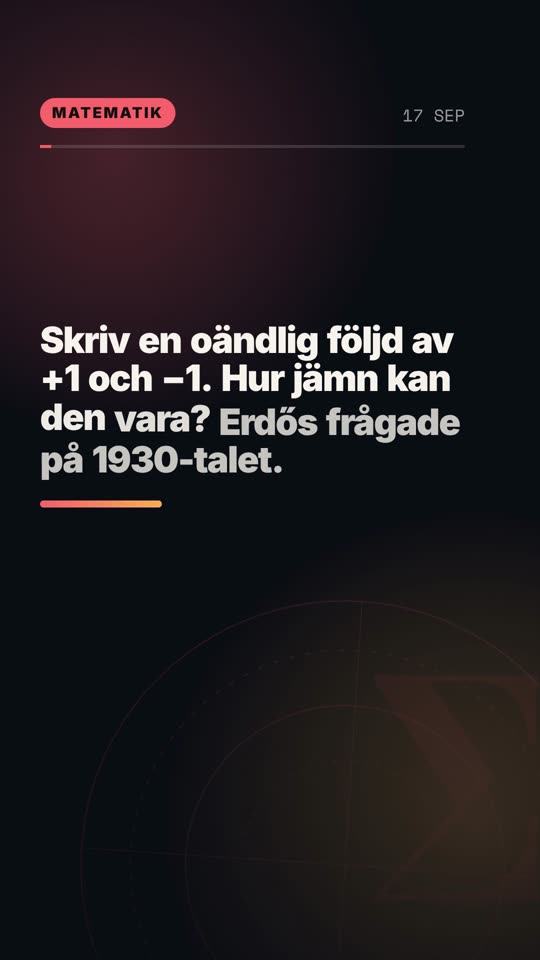 MATEMATIK
17 SEP
Skriv en oändlig följd av
+1 och −1. Hur jämn kan
den vara? Erdős frågade
på 1930-talet.
Σ